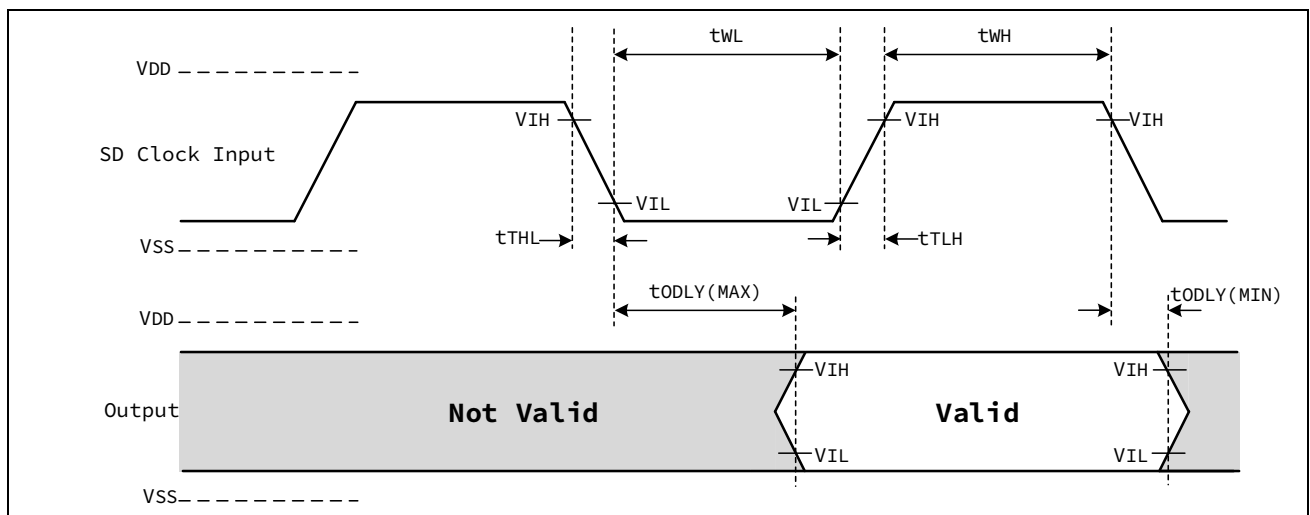 tWL
tWH
VDD
VIH
VIH
VIH
SD Clock Input
VIL
VIL
VSS
tTHL
tTLH
tODLY(MAX)
tODLY(MIN)
VDD
VIH
VIH
Output
Not Valid
Valid
VIL
VIL
VSS